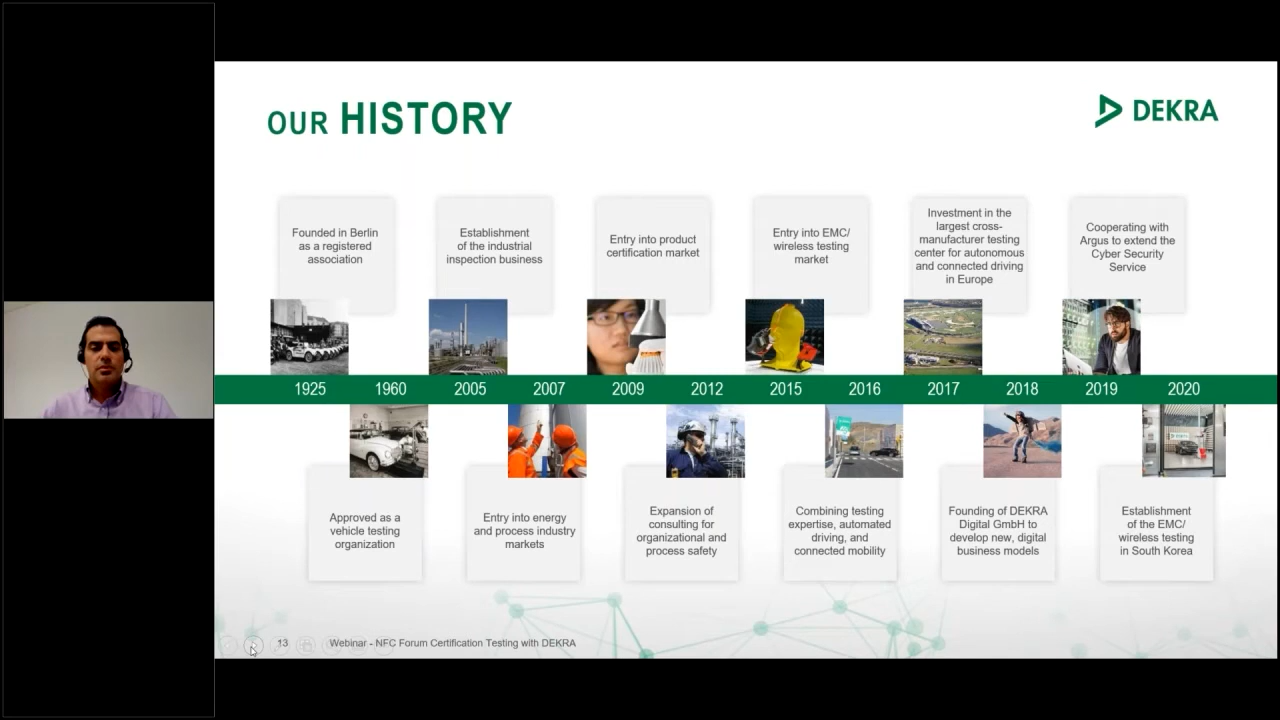 OUR HISTORY
DEKRA
Founded in Berlin
as a registered
association
Establishment
of the industrial
inspection business
Entry into product
certification market
Entry into EMC/
wireless testing
market
Investment in the
largest cross-
manufacturer testing
center for autonomous
and connected driving
in Europe
Cooperating with
Argus to extend the
Cyber Security
Service
1925 1960 2005 2007 2009 2012 2015 2016 2017 2018 2019 2020
Approved as a
vehicle testing
organization
Entry into energy
and process industry
markets
Expansion of
consulting for
organizational and
process safety
Combining testing
expertise, automated
driving, and
connected mobility
Founding of DEKRA
Digital GmbH to
develop new, digital
business models
Establishment
of the EMC/
wireless testing
in South Korea
13 Webinar - NFC Forum Certification Testing with DEKRA